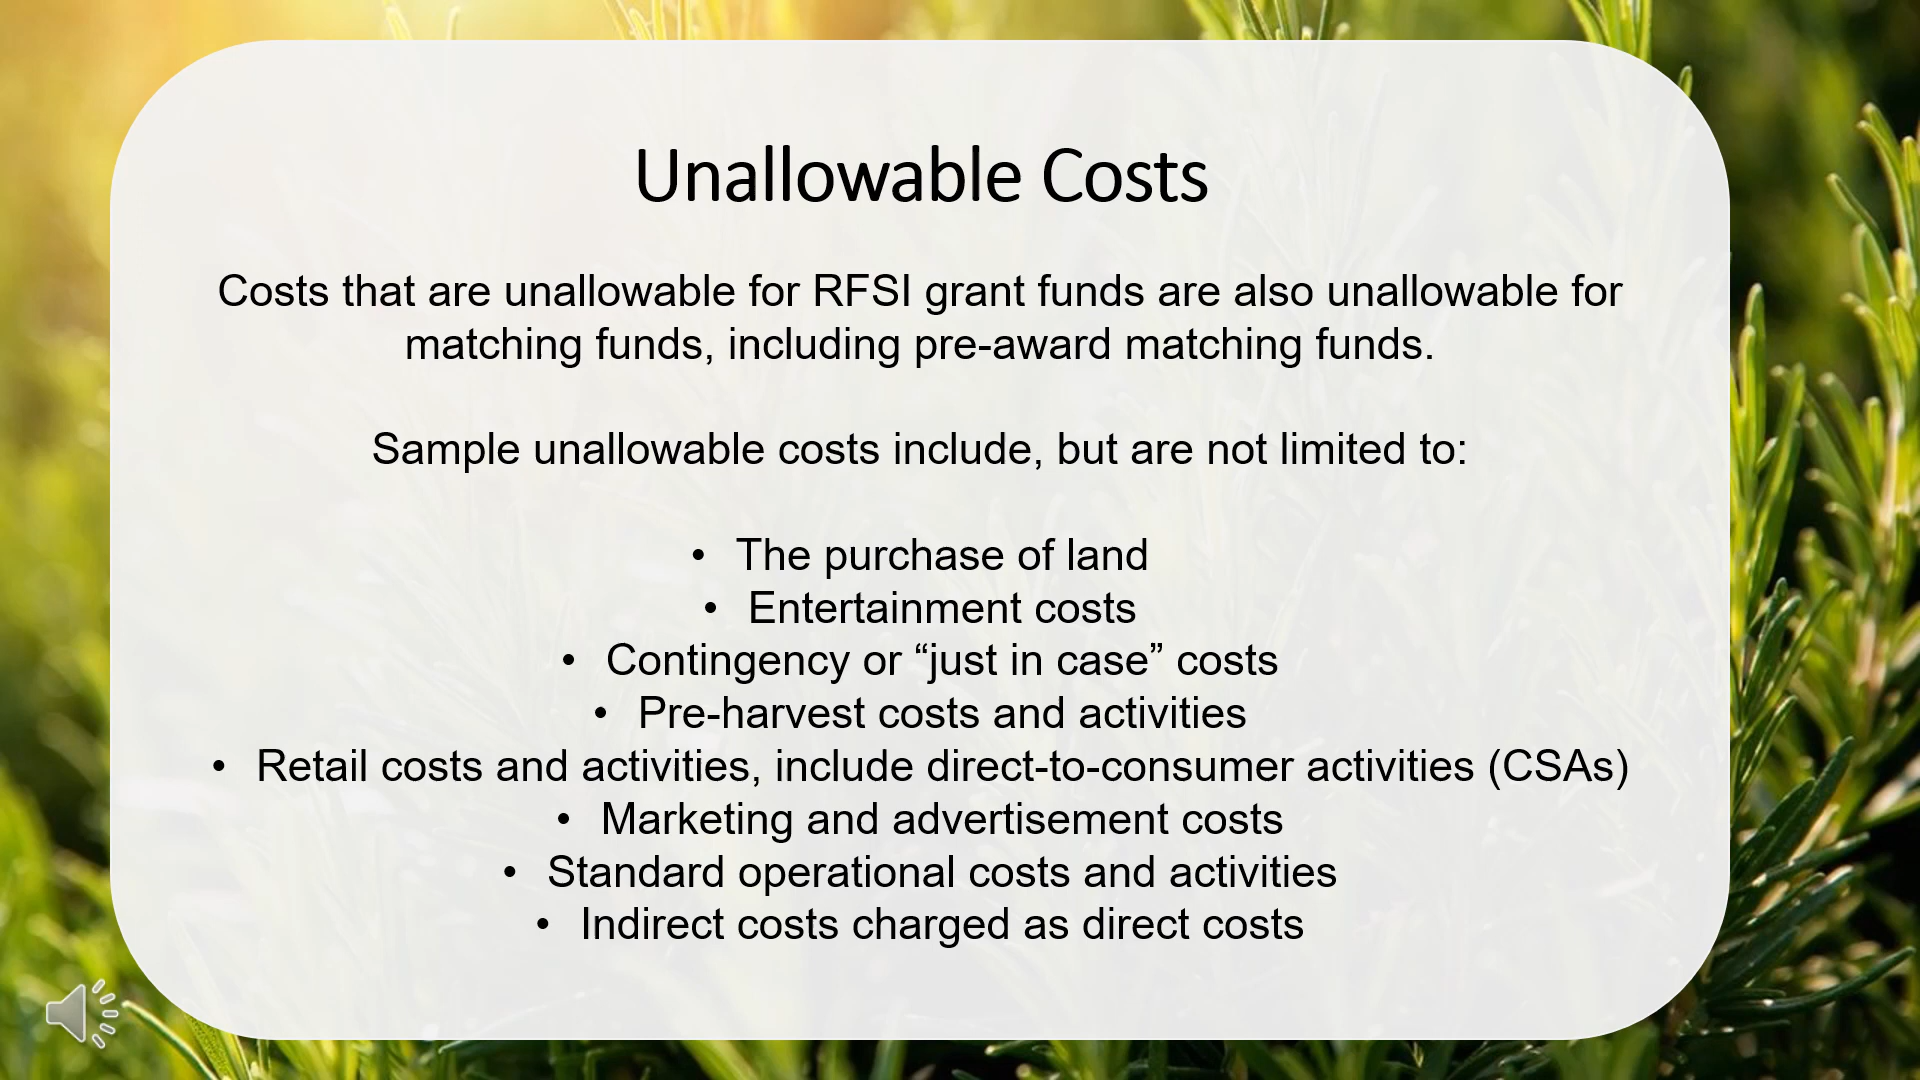 Unallowable Costs
Costs that are unallowable for RFSI grant funds are also unallowable for
matching funds, including pre-award matching funds.
Sample unallowable costs include, but are not limited to:
• The purchase of land
• Entertainment costs
• Contingency or “just in case” costs
• Pre-harvest costs and activities
• Retail costs and activities, include direct-to-consumer activities (CSAs)
• Marketing and advertisement costs
• Standard operational costs and activities
• Indirect costs charged as direct costs